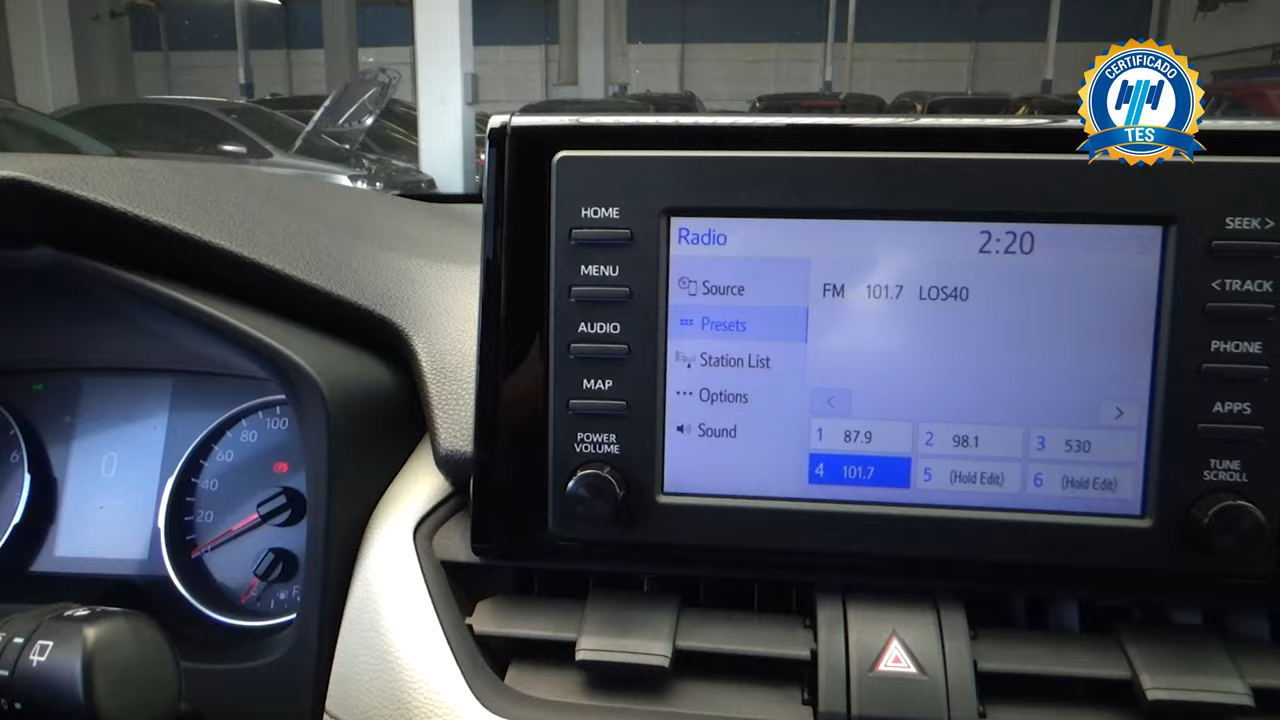 CERTIFICADO
TES
HOME
MENU
AUDIO
MAP
POWER
VOLUME
Radio
2:20
Source
Presets
Station List
Options
Sound
FM 101.7 LOS40
<
>
1 87.9
2 98.1
3 530
4 101.7
5 (Hold Edit)
6 (Hold Edit)
SEEK >
< TRACK
PHONE
APPS
TUNE
SCROLL
6
0
100
80
60
40
20
F